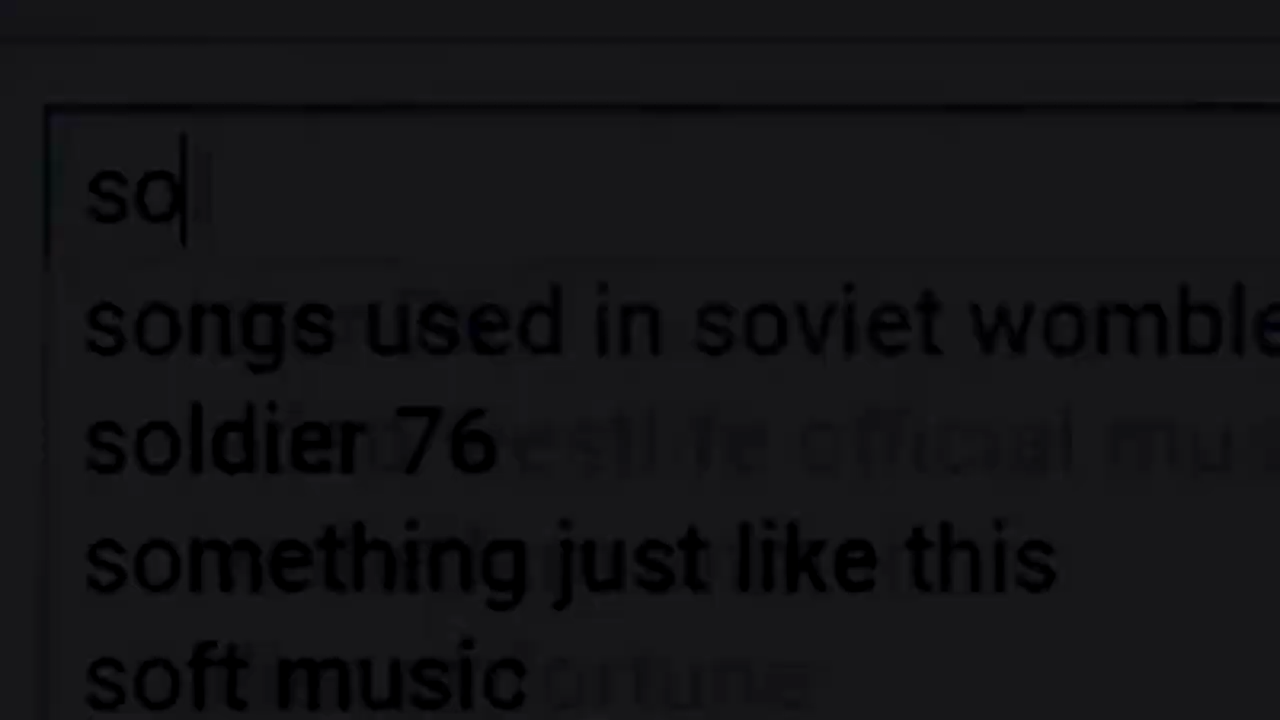 so
songs used in soviet womble
soldier 76
something just like this
soft music